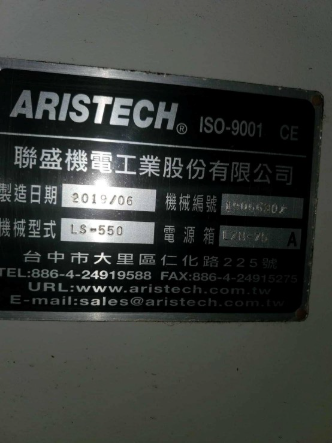 ARISTECH® ISO-9001 CE
聯盛機電工業股份有限公司
製造日期 2019/06 機械編號
機械型式 LS-550 電源箱 A
台中市大里區仁化路225號
TEL:886-4-24919588 FAX:886-4-24915275
URL:www.aristech.com.tw
E-mail:sales@aristech.com.tw